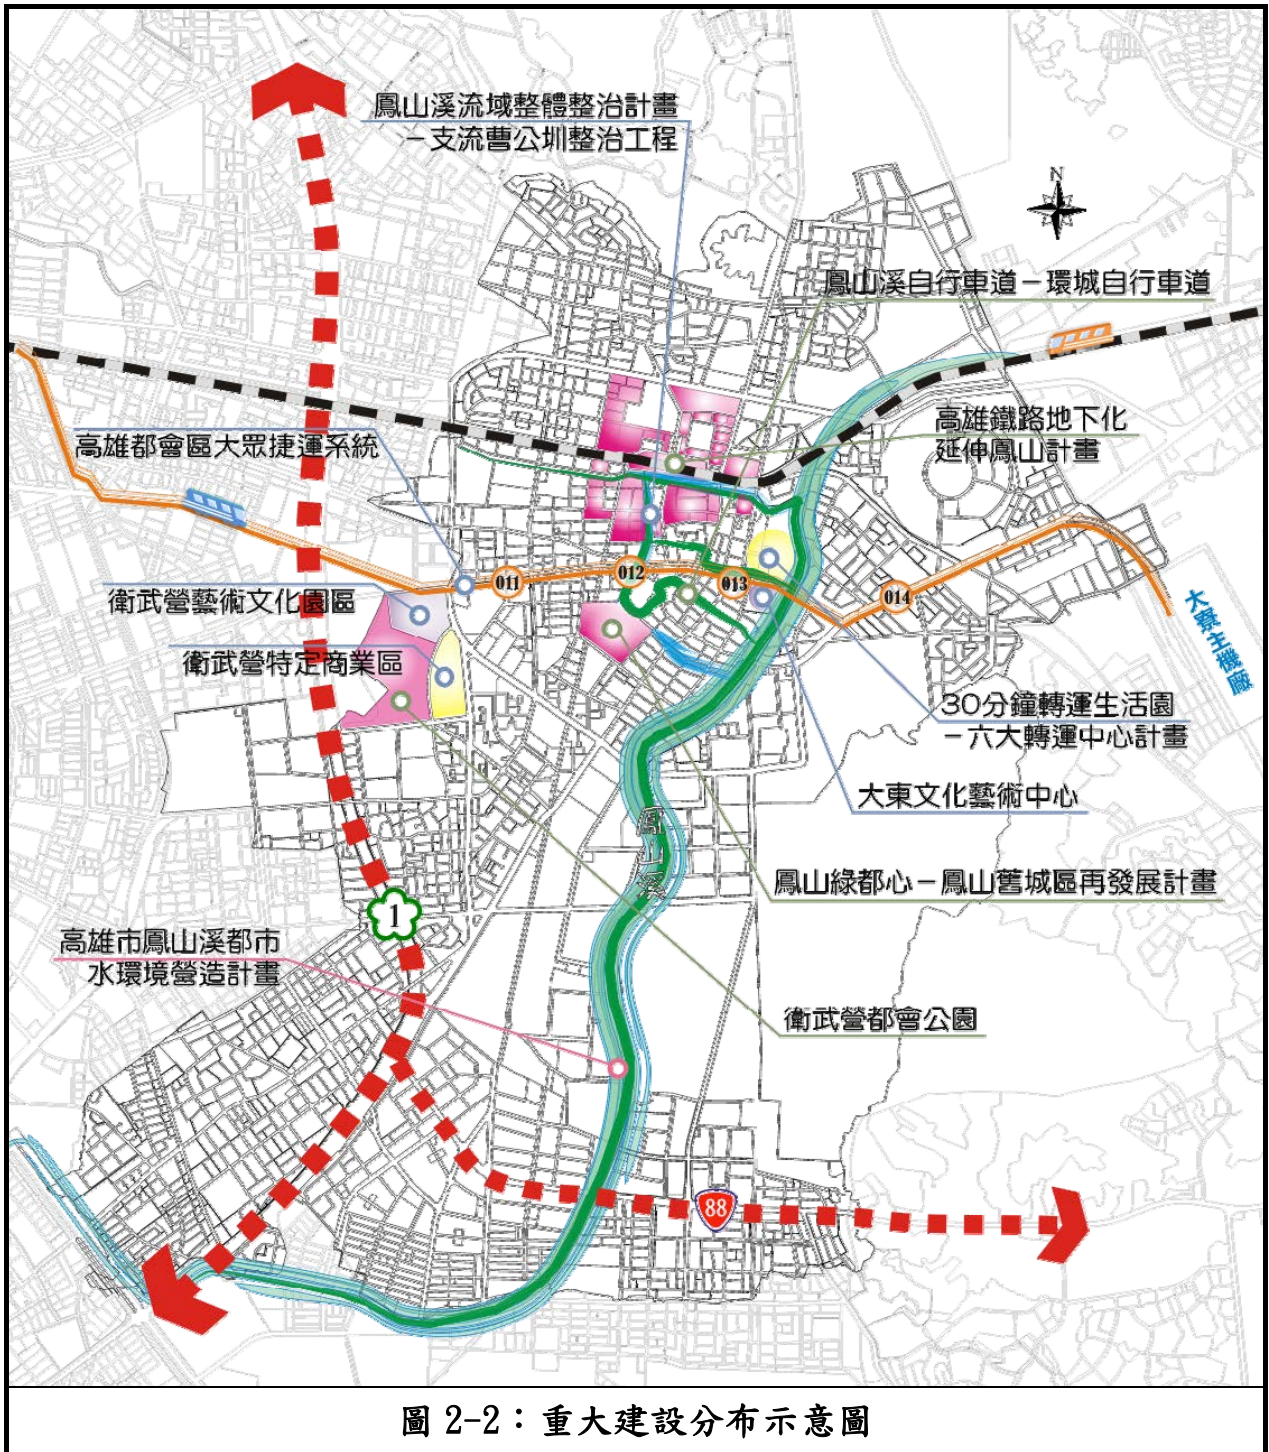 鳳山溪流域整體整治計畫
－支流曹公圳整治工程
N
鳳山溪自行車道－環城自行車道
高雄鐵路地下化
延伸鳳山計畫
高雄都會區大眾捷運系統
011
012
013
014
衛武營藝術文化園區
大寮主機廠
衛武營特定商業區
30分鐘轉運生活圈
－六大轉運中心計畫
大東文化藝術中心
鳳山溪
鳳山綠都心－鳳山舊城區再發展計畫
1
高雄市鳳山溪都市
水環境營造計畫
衛武營都會公園
88
圖 2-2：重大建設分布示意圖